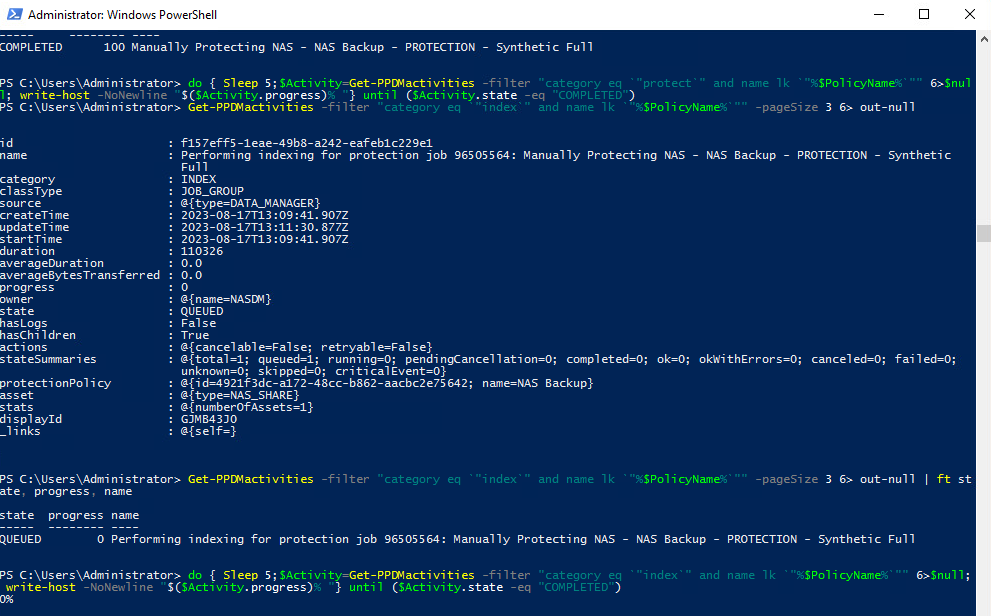 Administrator: Windows PowerShell
----- -------- ----
COMPLETED      100 Manually Protecting NAS - NAS Backup - PROTECTION - Synthetic Full
PS C:\Users\Administrator> do { Sleep 5;$Activity=Get-PPDMactivities -filter "category eq `"protect`" and name lk `"%$PolicyName%`"" 6>$nul
l; write-host -NoNewline "$($Activity.progress)% "} until ($Activity.state -eq "COMPLETED")
PS C:\Users\Administrator> Get-PPDMactivities -filter "category eq `"index`" and name lk `"%$PolicyName%`"" -pageSize 3 6> out-null
id                      : f157eff5-1eae-49b8-a242-eafeb1c229e1
name                    : Performing indexing for protection job 96505564: Manually Protecting NAS - NAS Backup - PROTECTION - Synthetic
Full
category                : INDEX
classType               : JOB_GROUP
source                  : @{type=DATA_MANAGER}
createTime              : 2023-08-17T13:09:41.907Z
updateTime              : 2023-08-17T13:11:30.877Z
startTime               : 2023-08-17T13:09:41.907Z
duration                : 110326
averageDuration         : 0.0
averageBytesTransferred : 0.0
progress                : 0
owner                   : @{name=NASDM}
state                   : QUEUED
hasLogs                 : False
hasChildren             : True
actions                 : @{cancelable=False; retryable=False}
stateSummaries          : @{total=1; queued=1; running=0; pendingCancellation=0; completed=0; ok=0; okWithErrors=0; canceled=0; failed=0;
unknown=0; skipped=0; criticalEvent=0}
protectionPolicy        : @{id=4921f3dc-a172-48cc-b862-aacbc2e75642; name=NAS Backup}
asset                   : @{type=NAS_SHARE}
stats                   : @{numberOfAssets=1}
displayId               : GJMB43J0
_links                  : @{self=}
PS C:\Users\Administrator> Get-PPDMactivities -filter "category eq `"index`" and name lk `"%$PolicyName%`"" -pageSize 3 6> out-null | ft st
ate, progress, name
state  progress name
-----  -------- ----
QUEUED        0 Performing indexing for protection job 96505564: Manually Protecting NAS - NAS Backup - PROTECTION - Synthetic Full
PS C:\Users\Administrator> do { Sleep 5;$Activity=Get-PPDMactivities -filter "category eq `"index`" and name lk `"%$PolicyName%`"" 6>$null;
write-host -NoNewline "$($Activity.progress)% "} until ($Activity.state -eq "COMPLETED")
0%